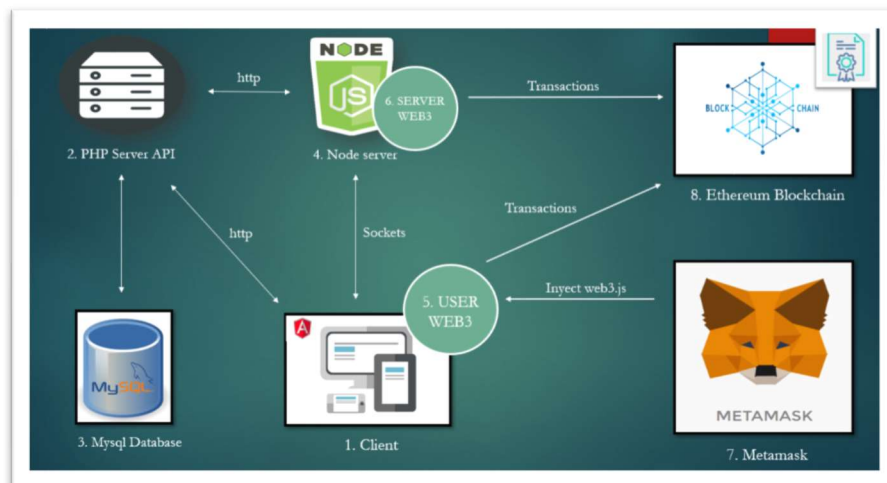 NODE
JS
6. SERVER
WEB3
http
Transactions
BLOCK CHAIN
2. PHP Server API
4. Node server
8. Ethereum Blockchain
http
Sockets
Transactions
5. USER
WEB3
Inyect web3.js
MySQL
METAMASK
3. Mysql Database
1. Client
7. Metamask